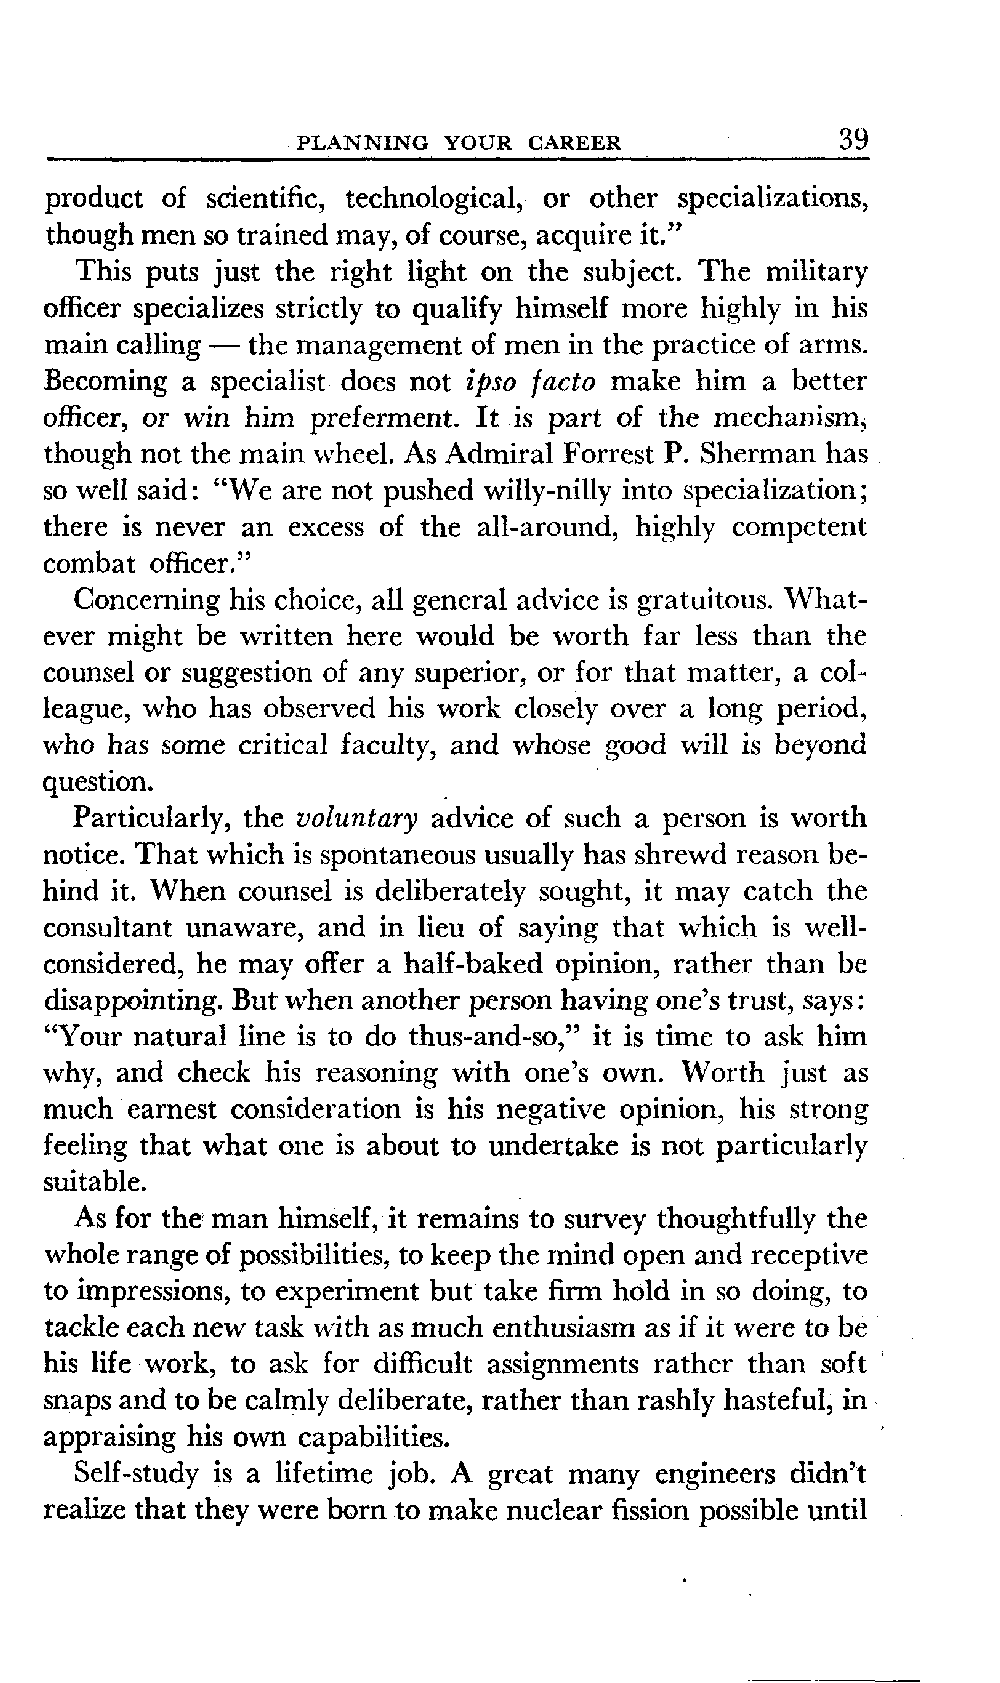 PLANNING YOUR CAREER 39
product of scientific, technological, or other specializations,
though men so trained may, of course, acquire it.”
This puts just the right light on the subject. The military
officer specializes strictly to qualify himself more highly in his
main calling — the management of men in the practice of arms.
Becoming a specialist does not ipso facto make him a better
officer, or win him preferment. It is part of the mechanism,
though not the main wheel. As Admiral Forrest P. Sherman has
so well said: “We are not pushed willy-nilly into specialization;
there is never an excess of the all-around, highly competent
combat officer.”
Concerning his choice, all general advice is gratuitous. What-
ever might be written here would be worth far less than the
counsel or suggestion of any superior, or for that matter, a col-
league, who has observed his work closely over a long period,
who has some critical faculty, and whose good will is beyond
question.
Particularly, the voluntary advice of such a person is worth
notice. That which is spontaneous usually has shrewd reason be-
hind it. When counsel is deliberately sought, it may catch the
consultant unaware, and in lieu of saying that which is well-
considered, he may offer a half-baked opinion, rather than be
disappointing. But when another person having one’s trust, says:
“Your natural line is to do thus-and-so,” it is time to ask him
why, and check his reasoning with one’s own. Worth just as
much earnest consideration is his negative opinion, his strong
feeling that what one is about to undertake is not particularly
suitable.
As for the man himself, it remains to survey thoughtfully the
whole range of possibilities, to keep the mind open and receptive
to impressions, to experiment but take firm hold in so doing, to
tackle each new task with as much enthusiasm as if it were to be
his life work, to ask for difficult assignments rather than soft
snaps and to be calmly deliberate, rather than rashly hasteful, in
appraising his own capabilities.
Self-study is a lifetime job. A great many engineers didn’t
realize that they were born to make nuclear fission possible until